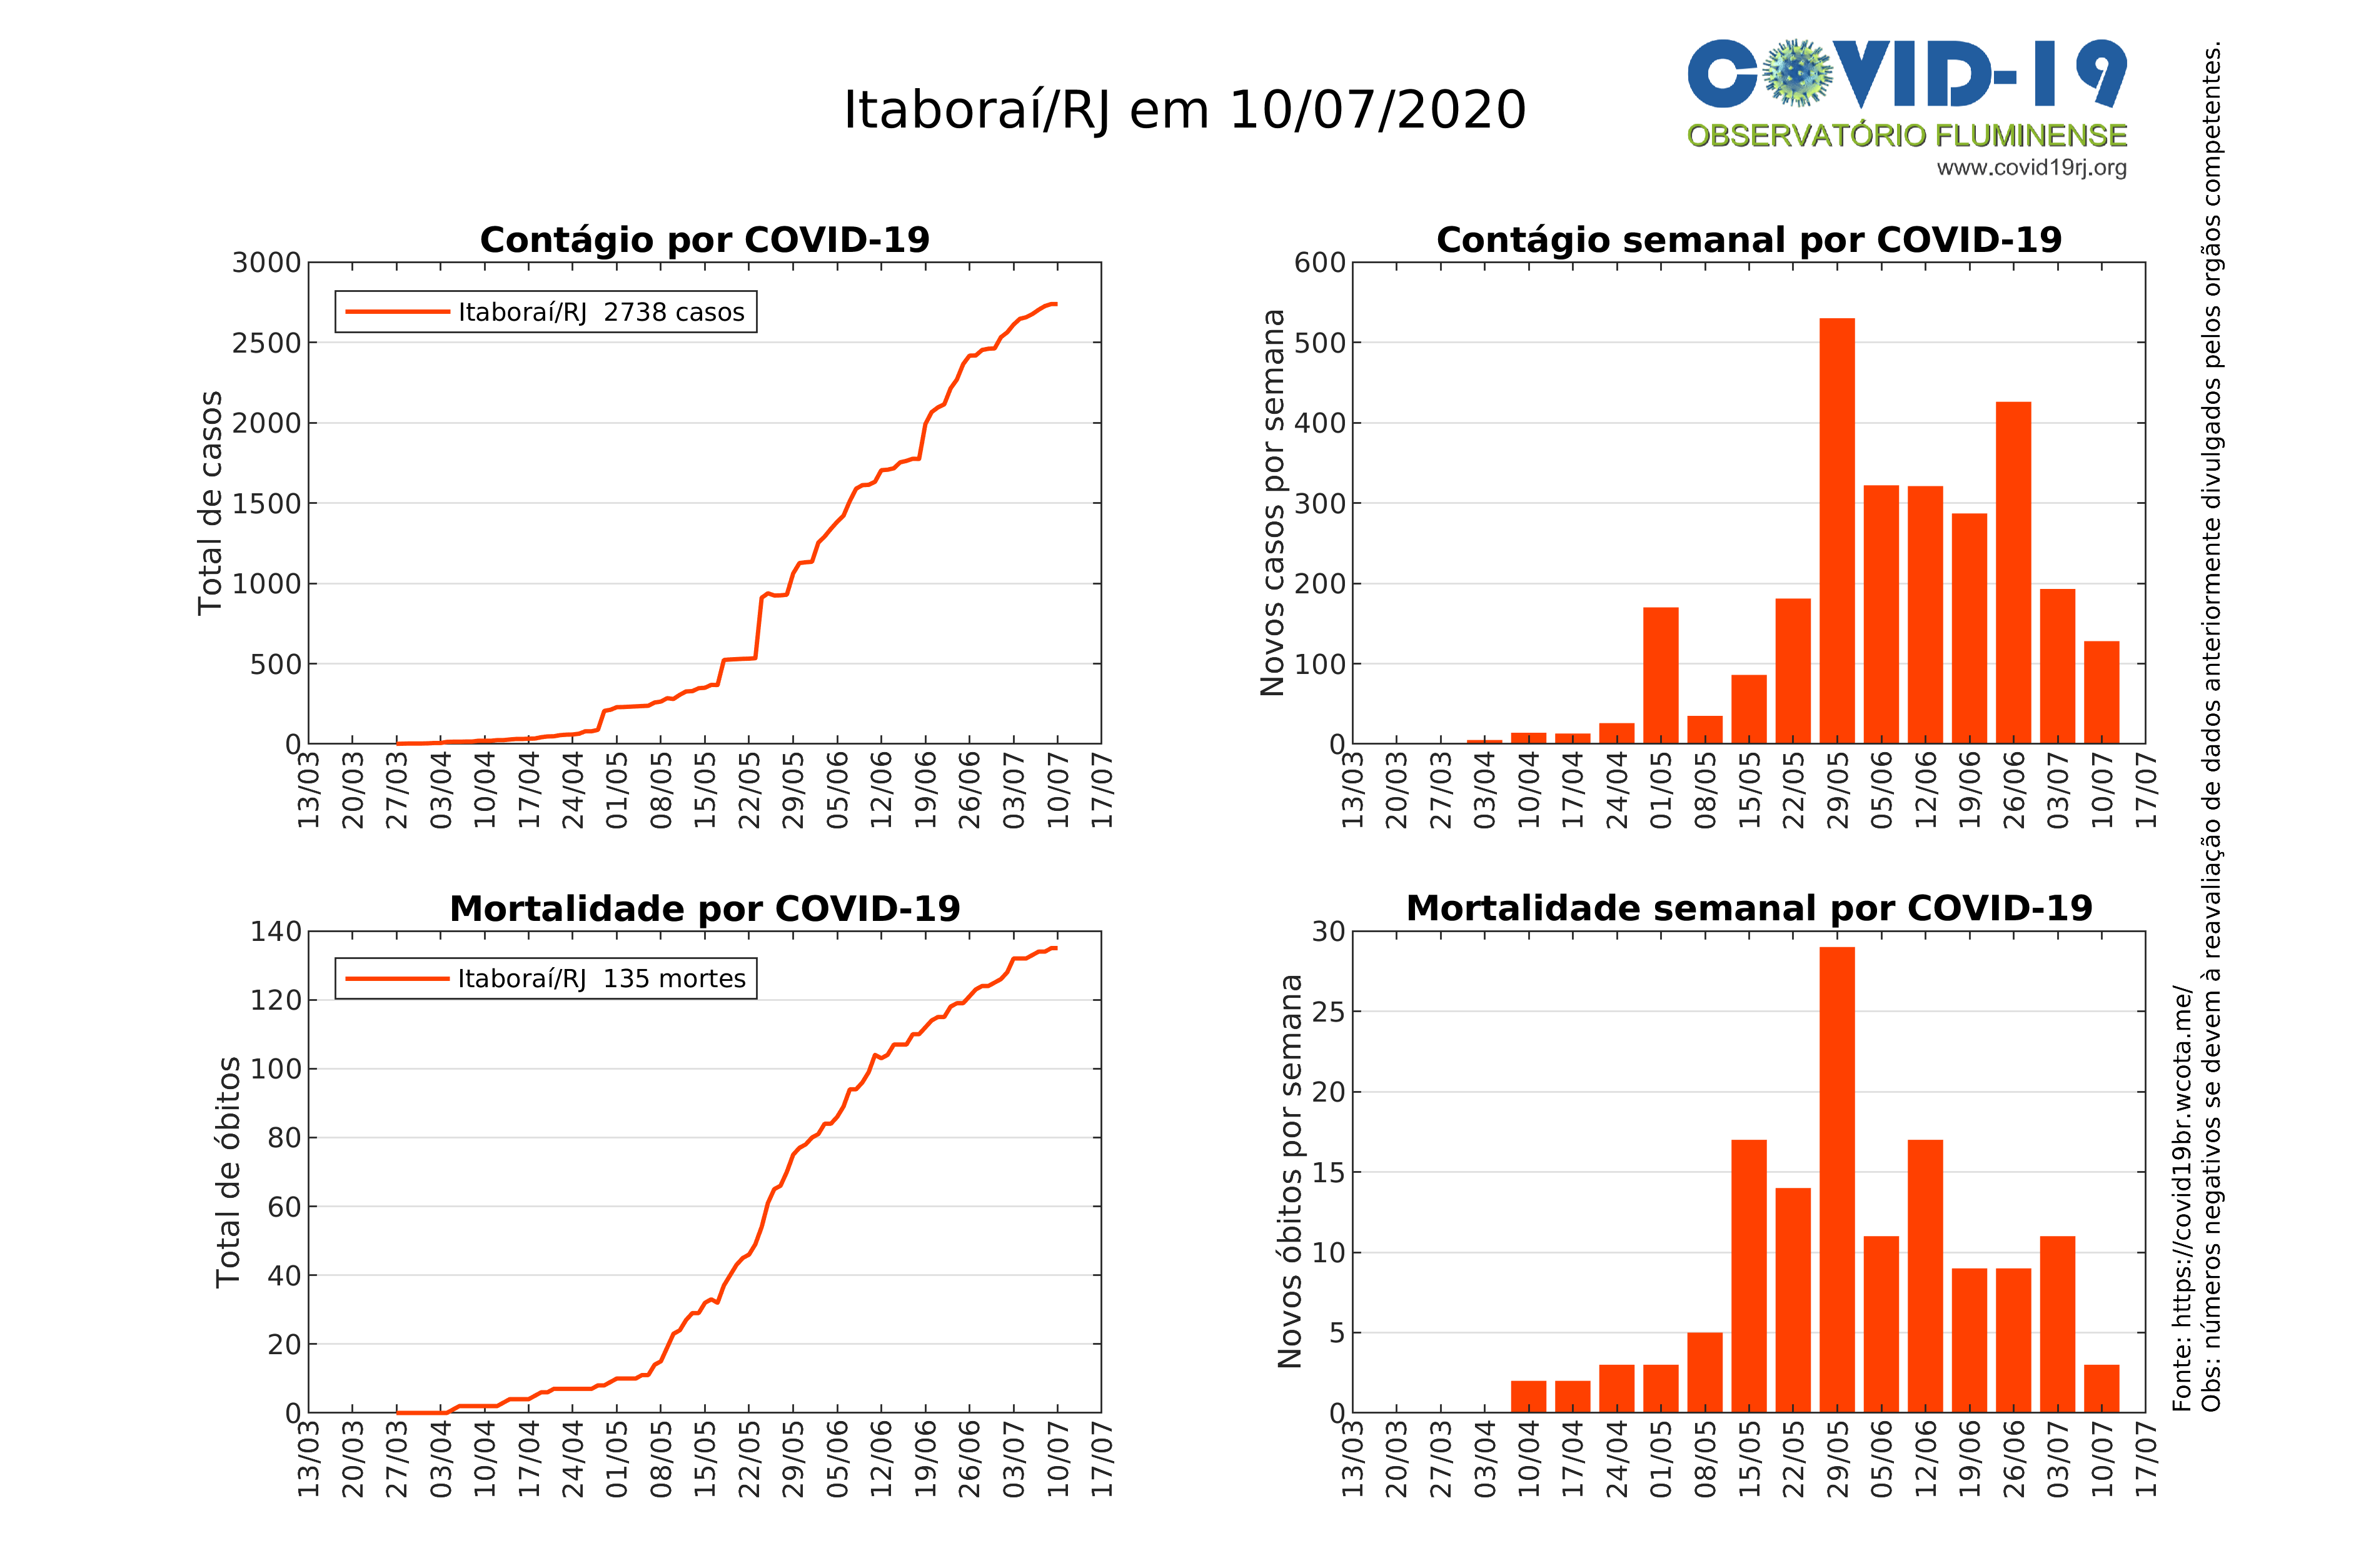 Itaboraí/RJ em 10/07/2020
COVID-19
OBSERVATÓRIO FLUMINENSE
www.covid19rj.org
Contágio por COVID-19
Total de casos
3000
2500
2000
1500
1000
500
0
Itaboraí/RJ 2738 casos
13/03 20/03 27/03 03/04 10/04 17/04 24/04 01/05 08/05 15/05 22/05 29/05 05/06 12/06 19/06 26/06 03/07 10/07 17/07
Contágio semanal por COVID-19
Novos casos por semana
600
500
400
300
200
100
0
13/03 20/03 27/03 03/04 10/04 17/04 24/04 01/05 08/05 15/05 22/05 29/05 05/06 12/06 19/06 26/06 03/07 10/07 17/07
Mortalidade por COVID-19
Total de óbitos
140
120
100
80
60
40
20
0
Itaboraí/RJ 135 mortes
13/03 20/03 27/03 03/04 10/04 17/04 24/04 01/05 08/05 15/05 22/05 29/05 05/06 12/06 19/06 26/06 03/07 10/07 17/07
Mortalidade semanal por COVID-19
Novos óbitos por semana
30
25
20
15
10
5
0
13/03 20/03 27/03 03/04 10/04 17/04 24/04 01/05 08/05 15/05 22/05 29/05 05/06 12/06 19/06 26/06 03/07 10/07 17/07
Fonte: https://covid19br.wcota.me/
Obs: números negativos se devem à reavaliação de dados anteriormente divulgados pelos orgãos competentes.